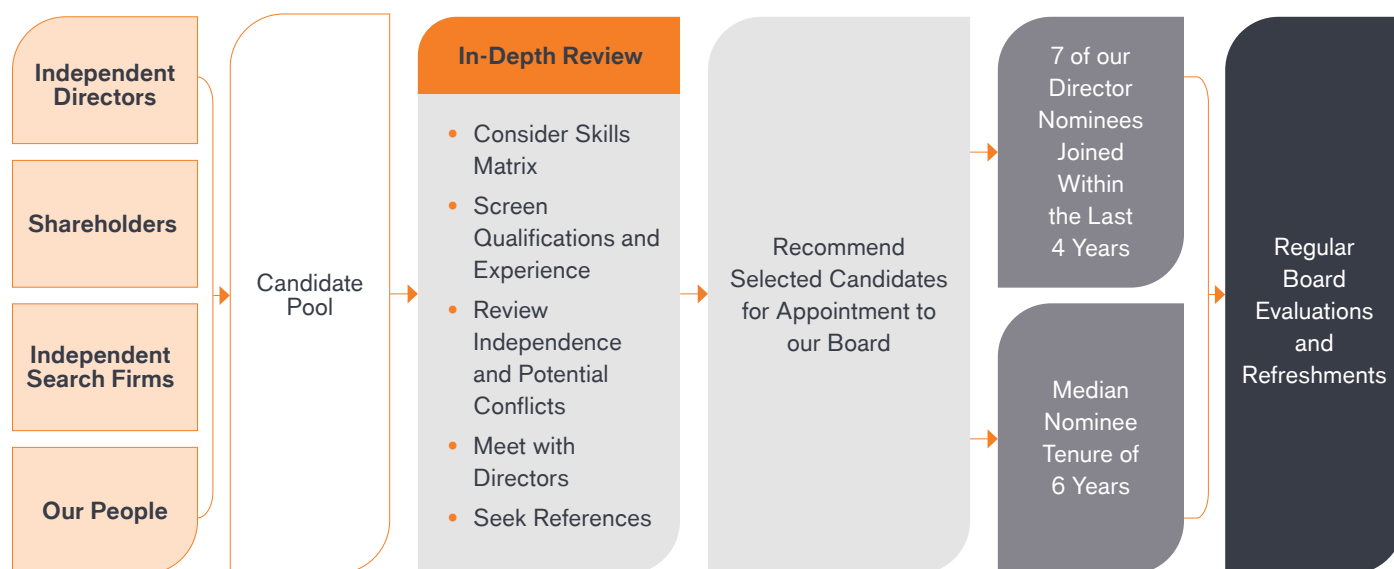 Independent
Directors
Shareholders
Independent
Search Firms
Our People
Candidate
Pool
In-Depth Review
• Consider Skills
Matrix
• Screen
Qualifications and
Experience
• Review
Independence
and Potential
Conflicts
• Meet with
Directors
• Seek References
Recommend
Selected Candidates
for Appointment to
our Board
7 of our
Director
Nominees
Joined
Within
the Last
4 Years
Median
Nominee
Tenure of
6 Years
Regular
Board
Evaluations
and
Refreshments